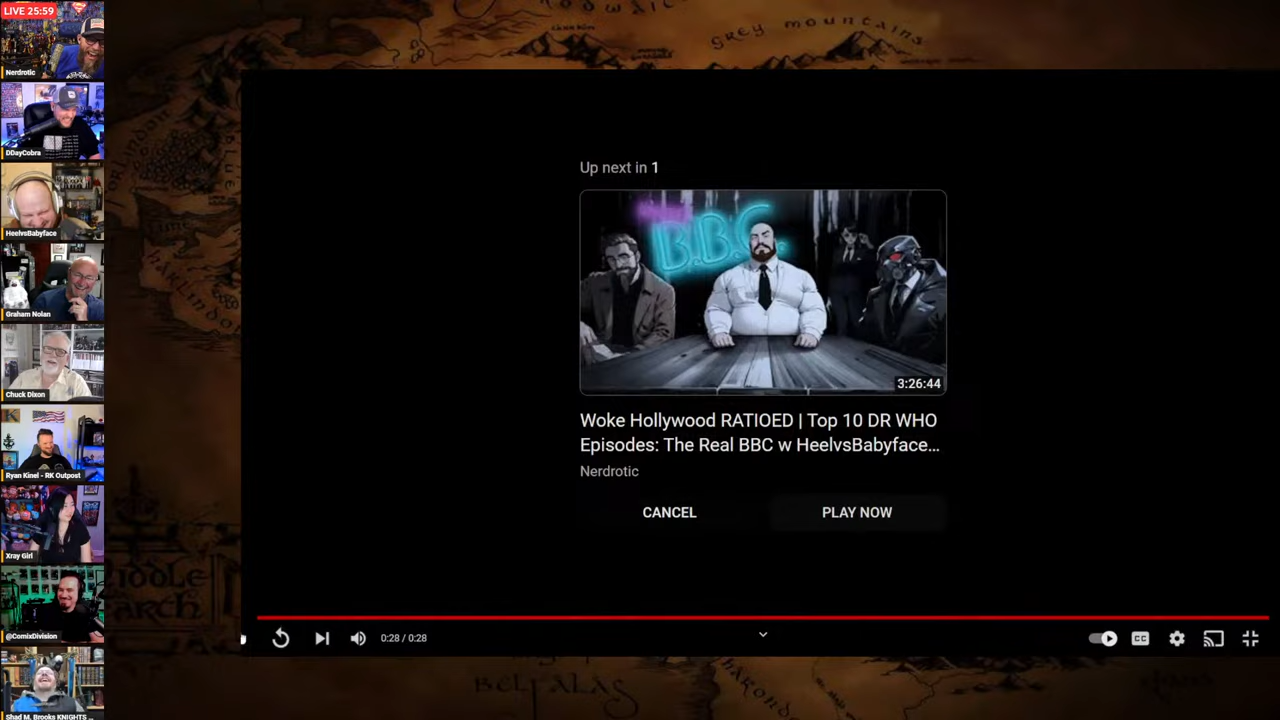 LIVE 25:59
Nerdrotic
DDayCobra
HeelvsBabyface
Graham Nolan
Chuck Dixon
Ryan Kinel - RK Outpost
Xray Girl
@ComixDivision
Shad M. Brooks KNIGHTS ...
GREY MOUNTAINS
Up next in 1
B.B.C.
3:26:44
Woke Hollywood RATIOED | Top 10 DR WHO
Episodes: The Real BBC w HeelvsBabyface...
Nerdrotic
CANCEL
PLAY NOW
0:28 / 0:28
CC
BELFALAS